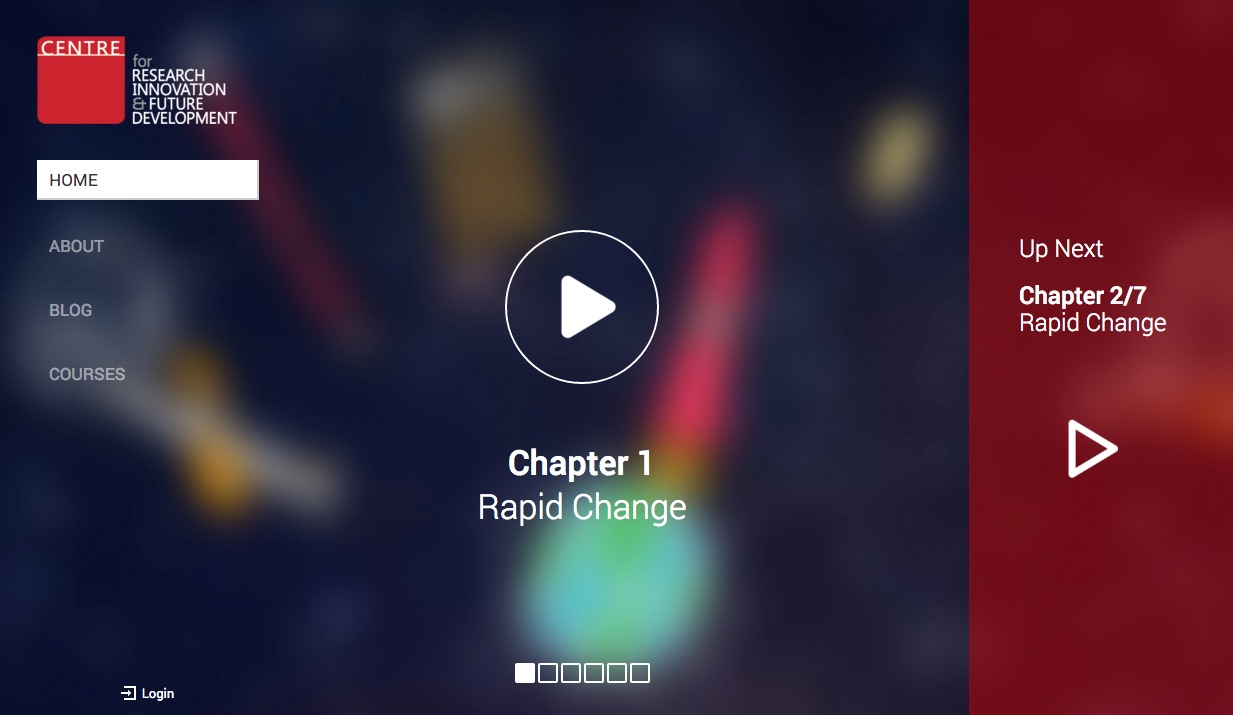 CENTRE
for
RESEARCH
INNOVATION
& FUTURE
DEVELOPMENT
HOME
ABOUT
BLOG
COURSES
Chapter 1
Rapid Change
Login
Up Next
Chapter 2/7
Rapid Change